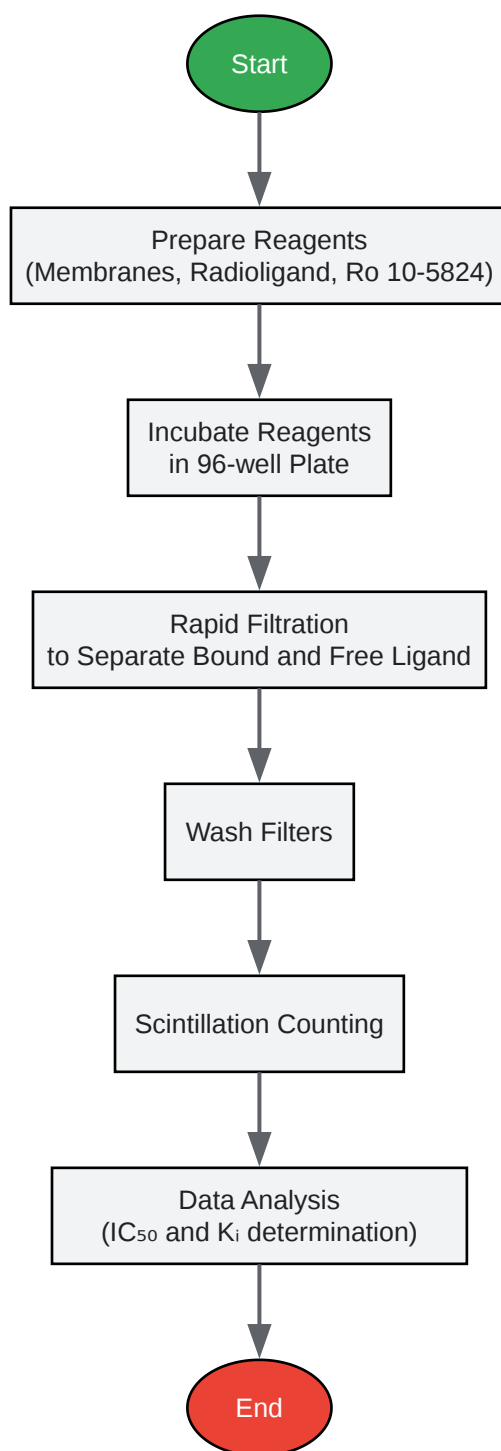 Start
Prepare Reagents
(Membranes, Radioligand, Ro 10-5824)
Incubate Reagents
in 96-well Plate
Rapid Filtration
to Separate Bound and Free Ligand
Wash Filters
Scintillation Counting
Data Analysis
(IC₅₀ and Kᵢ determination)
End